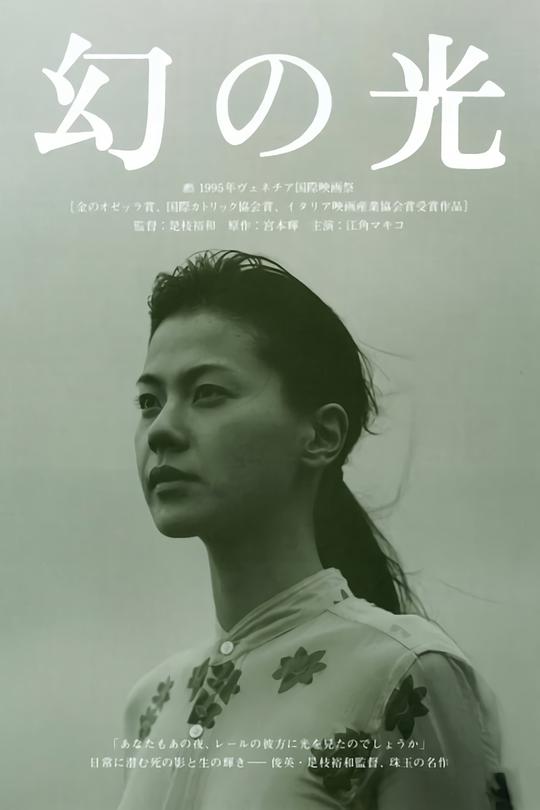 幻の光
1995年ヴェネチア国際映画祭
[金のオゼッラ賞、国際カトリック協会賞、イタリア映画産業協会賞受賞作品]
監督:是枝裕和 原作:宮本輝 主演:江角マキコ
「あなたもあの夜、レールの彼方に光を見たのでしょうか」
日常に潜む死の影と生の輝き── 俊英・是枝裕和監督、珠玉の名作